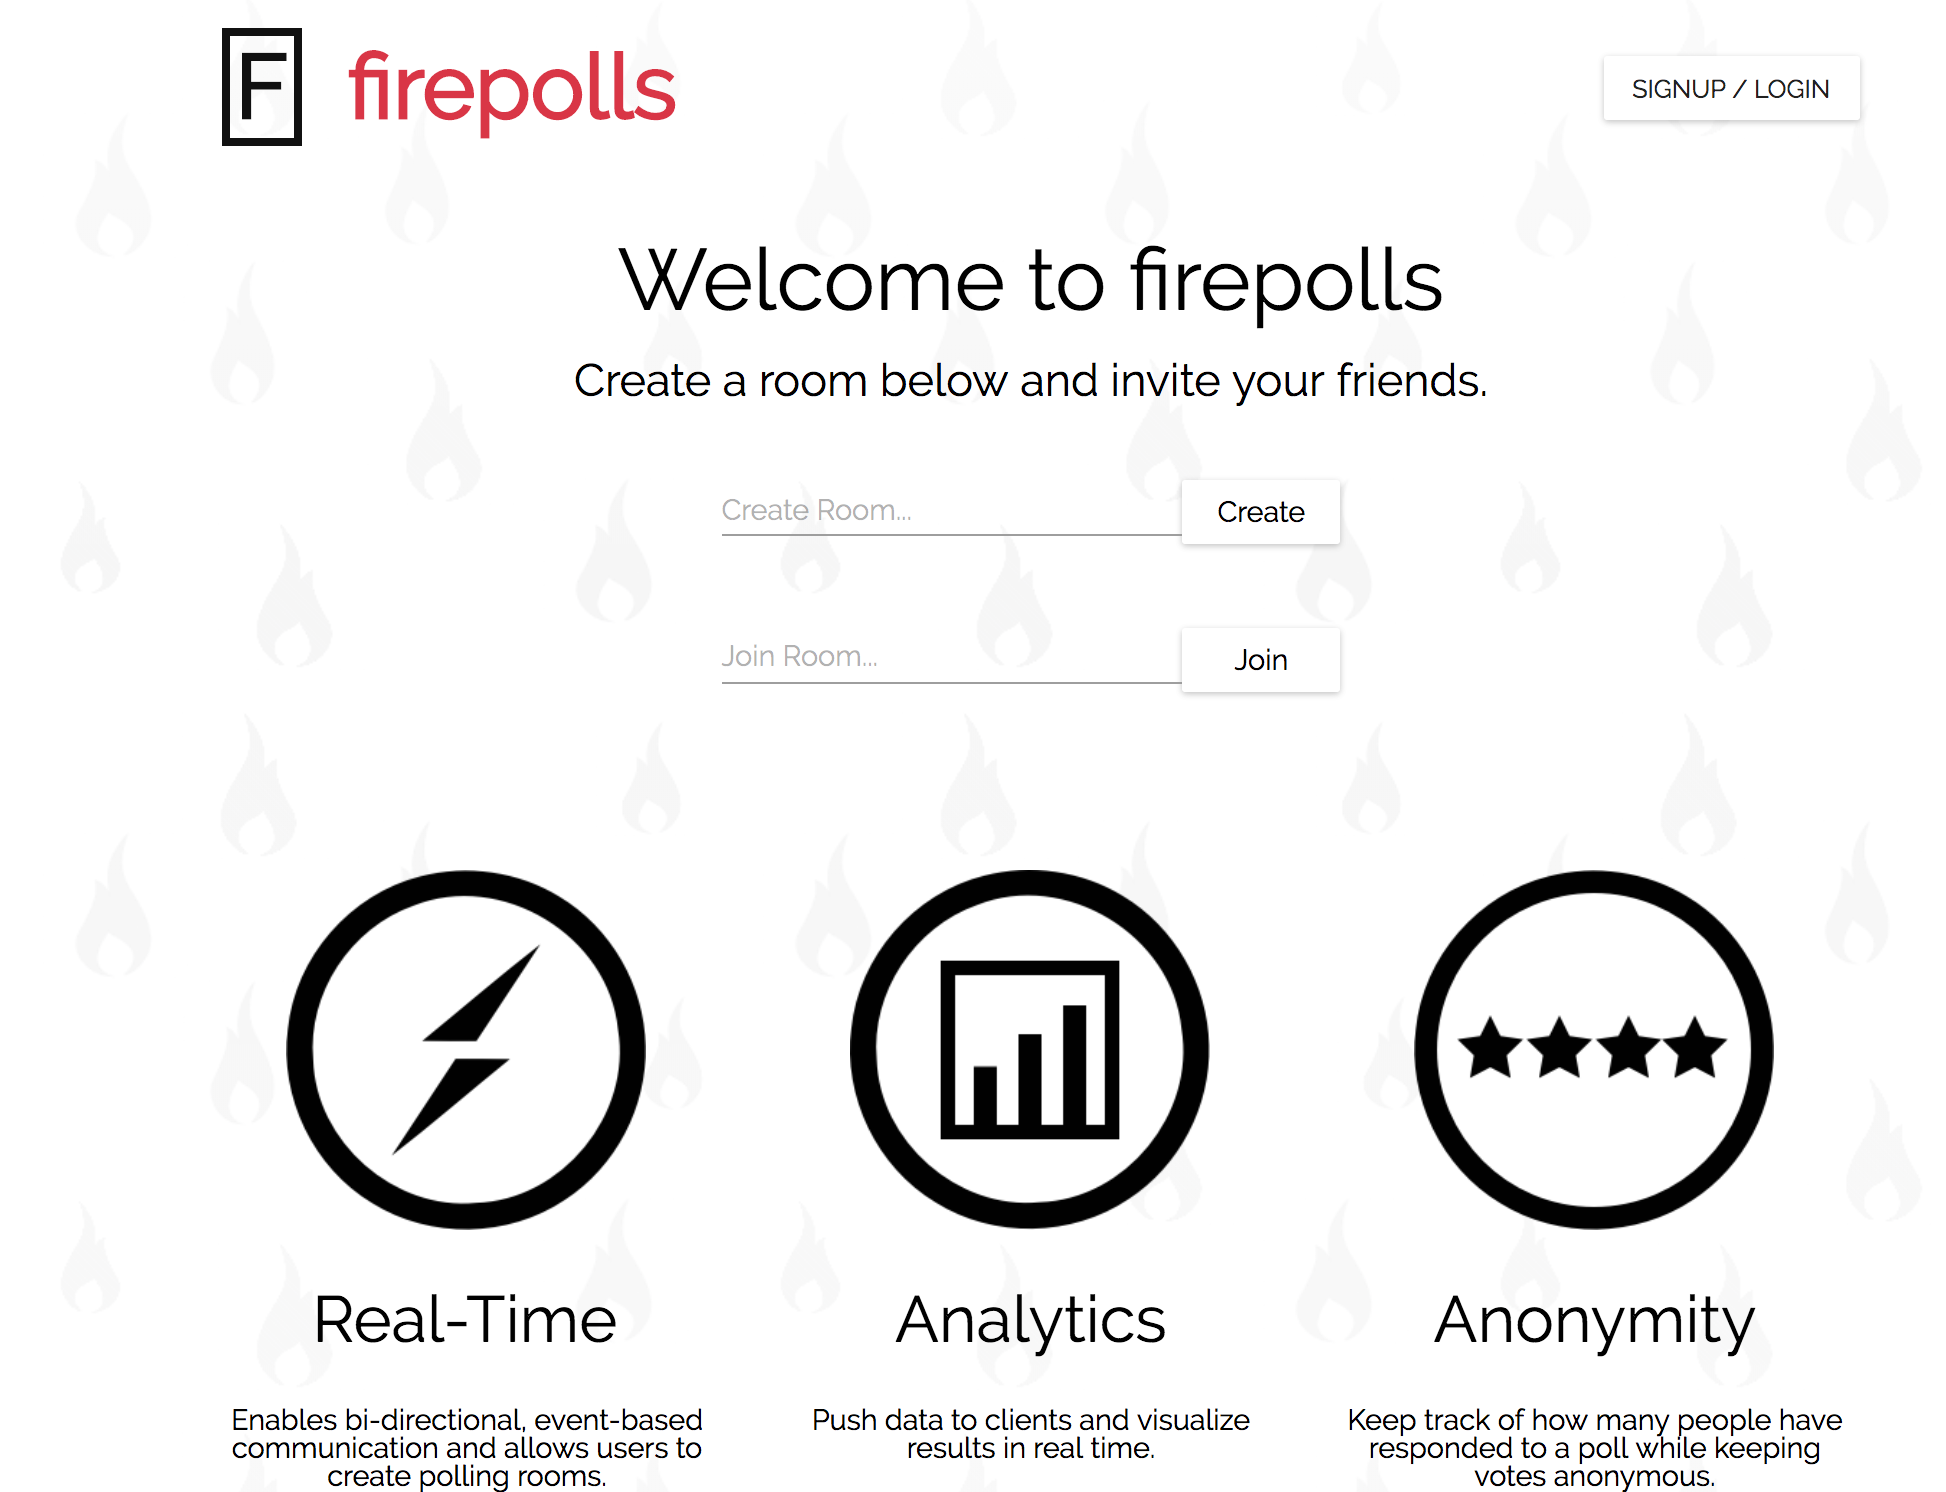 F firepolls
SIGNUP / LOGIN
Welcome to firepolls
Create a room below and invite your friends.
Create Room...
Create
Join Room...
Join
Real-Time
Enables bi-directional, event-based
communication and allows users to
create polling rooms.
Analytics
Push data to clients and visualize
results in real time.
Anonymity
Keep track of how many people have
responded to a poll while keeping
votes anonymous.